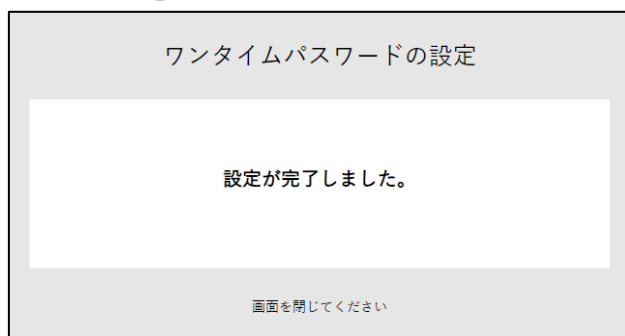 ワンタイムパスワードの設定
設定が完了しました。
画面を閉じてください